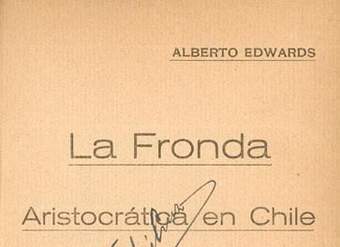 ALBERTO EDWARDS
La Fronda
Aristocrática en Chile